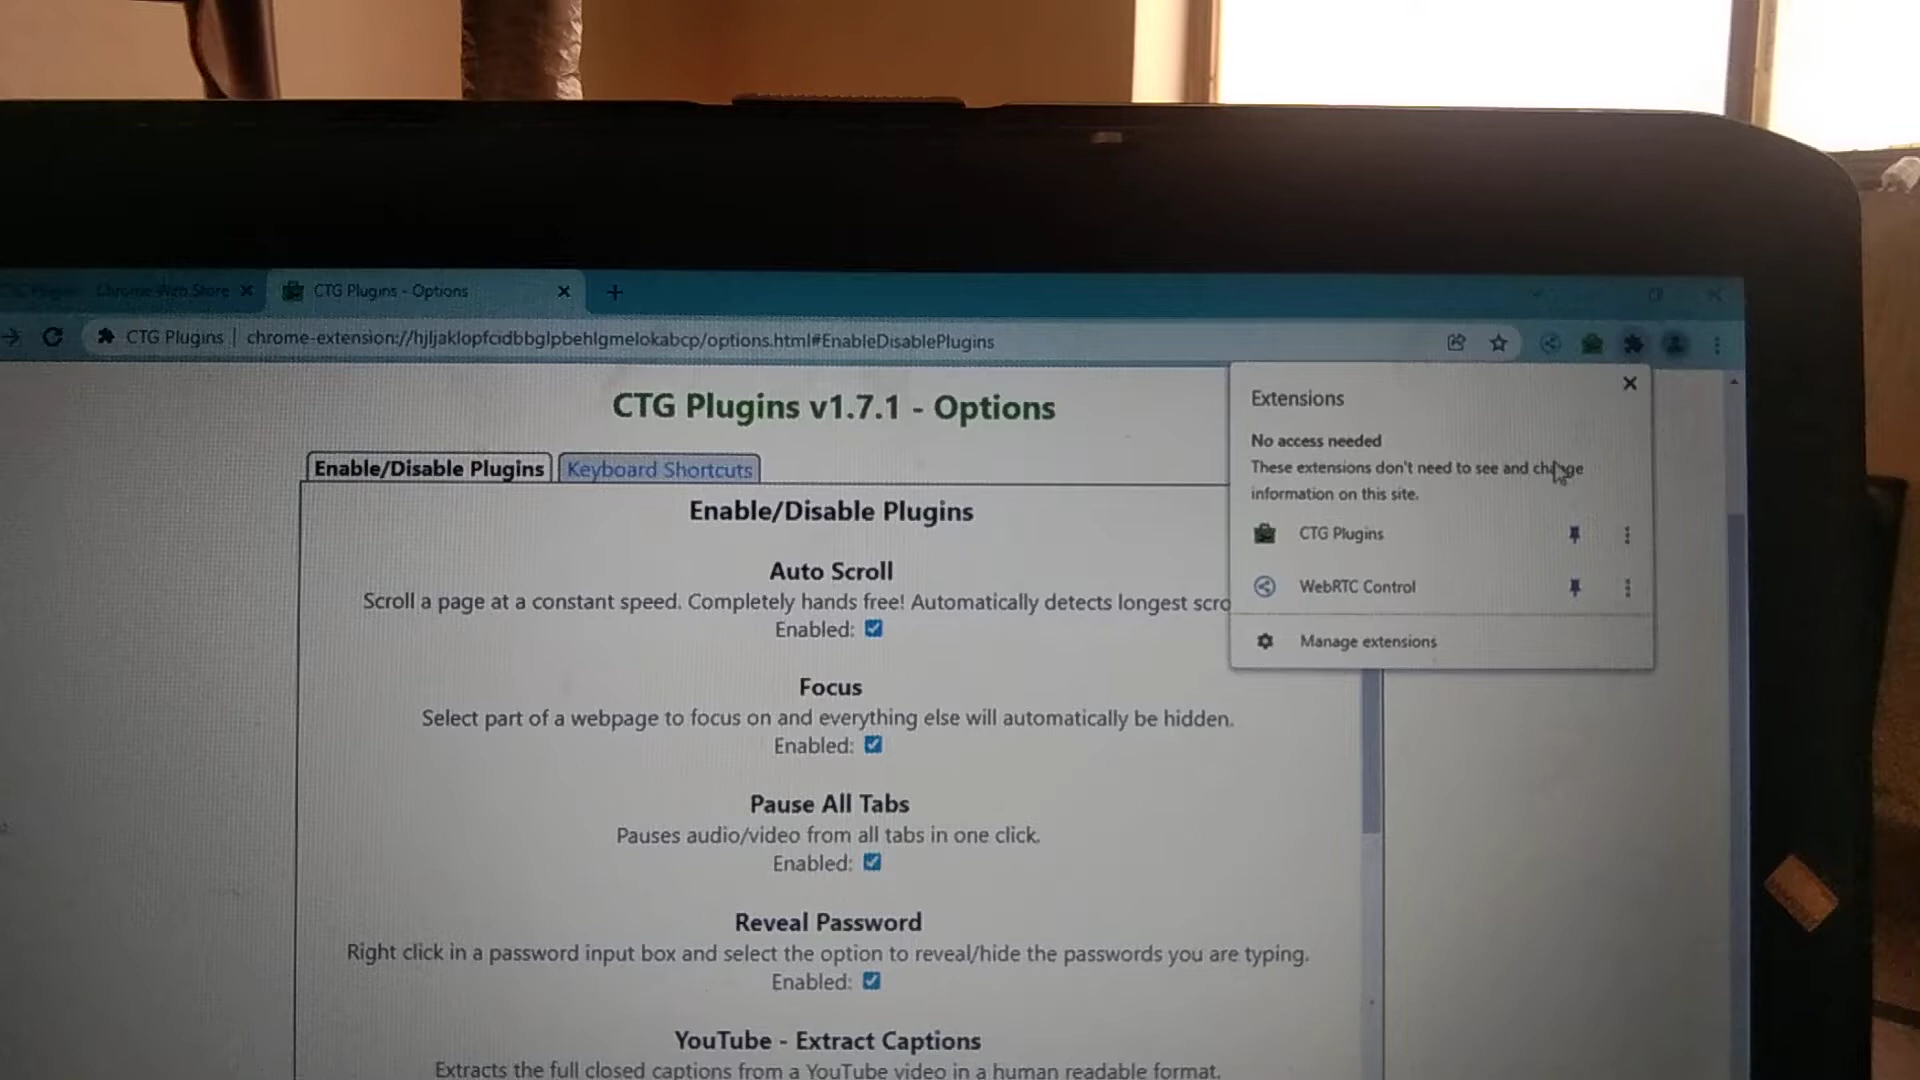 Chrome Web Store
CTG Plugins - Options
CTG Plugins | chrome-extension://hjljaklopfcidbbglpbehlgmelokabcp/options.html#EnableDisablePlugins
CTG Plugins v1.7.1 - Options
Enable/Disable Plugins
Keyboard Shortcuts
Enable/Disable Plugins
Auto Scroll
Scroll a page at a constant speed. Completely hands free! Automatically detects longest scro
Enabled:
Focus
Select part of a webpage to focus on and everything else will automatically be hidden.
Enabled:
Pause All Tabs
Pauses audio/video from all tabs in one click.
Enabled:
Reveal Password
Right click in a password input box and select the option to reveal/hide the passwords you are typing.
Enabled:
YouTube - Extract Captions
Extracts the full closed captions from a YouTube video in a human readable format.
Extensions
No access needed
These extensions don't need to see and change
information on this site.
CTG Plugins
WebRTC Control
Manage extensions